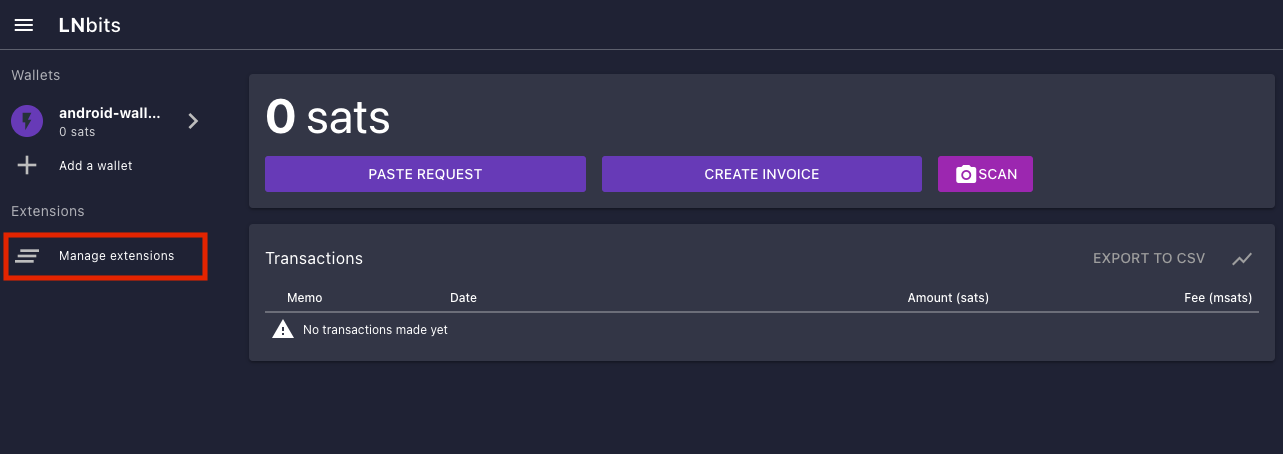 LNbits
Wallets
android-wall...
0 sats
Add a wallet
Extensions
Manage extensions
0 sats
PASTE REQUEST
CREATE INVOICE
SCAN
Transactions
EXPORT TO CSV
Memo Date Amount (sats) Fee (msats)
No transactions made yet